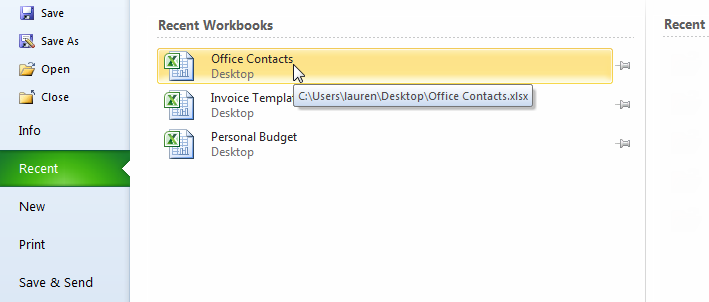 Save
Save As
Open
Close
Info
Recent
New
Print
Save & Send
Recent Workbooks
Office Contacts
Desktop
C:\Users\lauren\Desktop\Office Contacts.xlsx
Invoice Templa
Desktop
Personal Budget
Desktop
Recent